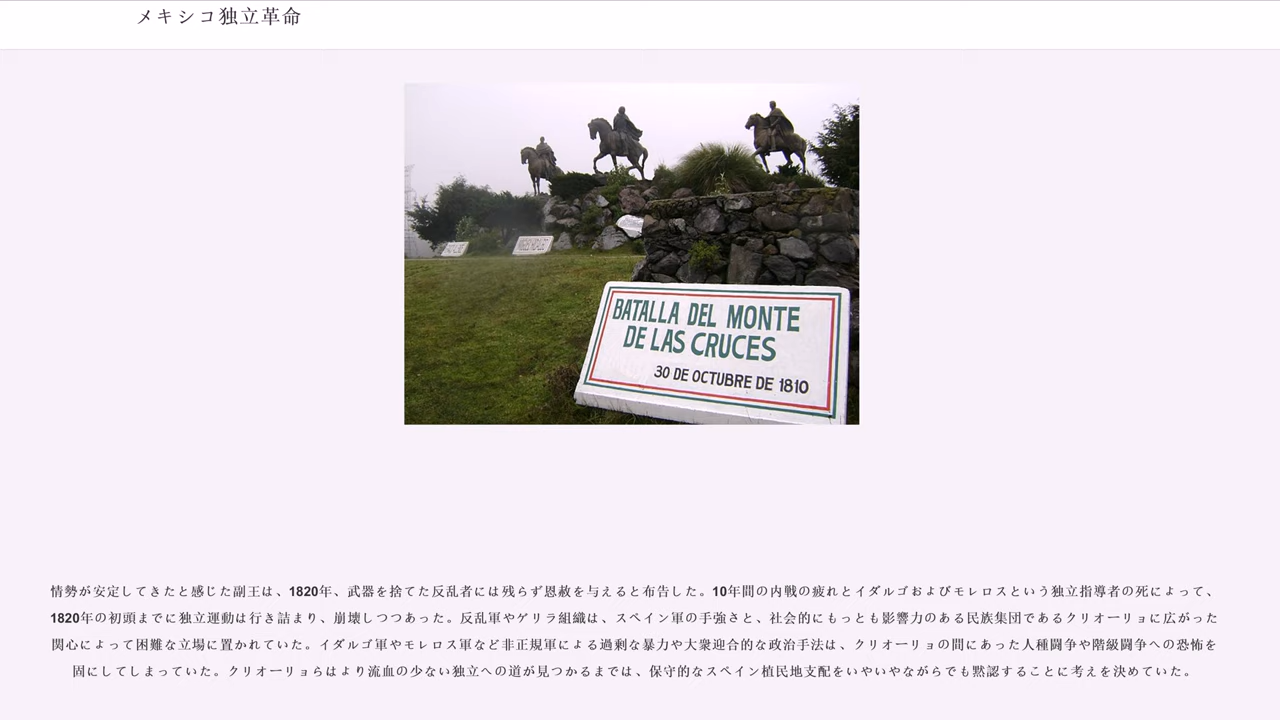 メキシコ独立革命
BATALLA DEL MONTE
DE LAS CRUCES
30 DE OCTUBRE DE 1810
情勢が安定してきたと感じた副王は、1820年、武器を捨てた反乱者には残らず恩赦を与えると布告した。10年間の内戦の疲れとイダルゴおよびモレロスという独立指導者の死によって、
1820年の初頭までに独立運動は行き詰まり、崩壊しつつあった。反乱軍やゲリラ組織は、スペイン軍の手強さと、社会的にもっとも影響力のある民族集団であるクリオーリョに広がった
関心によって困難な立場に置かれていた。イダルゴ軍やモレロス軍など非正規軍による過剰な暴力や大衆迎合的な政治手法は、クリオーリョの間にあった人種闘争や階級闘争への恐怖を
固にしてしまっていた。クリオーリョらはより流血の少ない独立への道が見つかるまでは、保守的なスペイン植民地支配をいやいやながらでも黙認することに考えを決めていた。